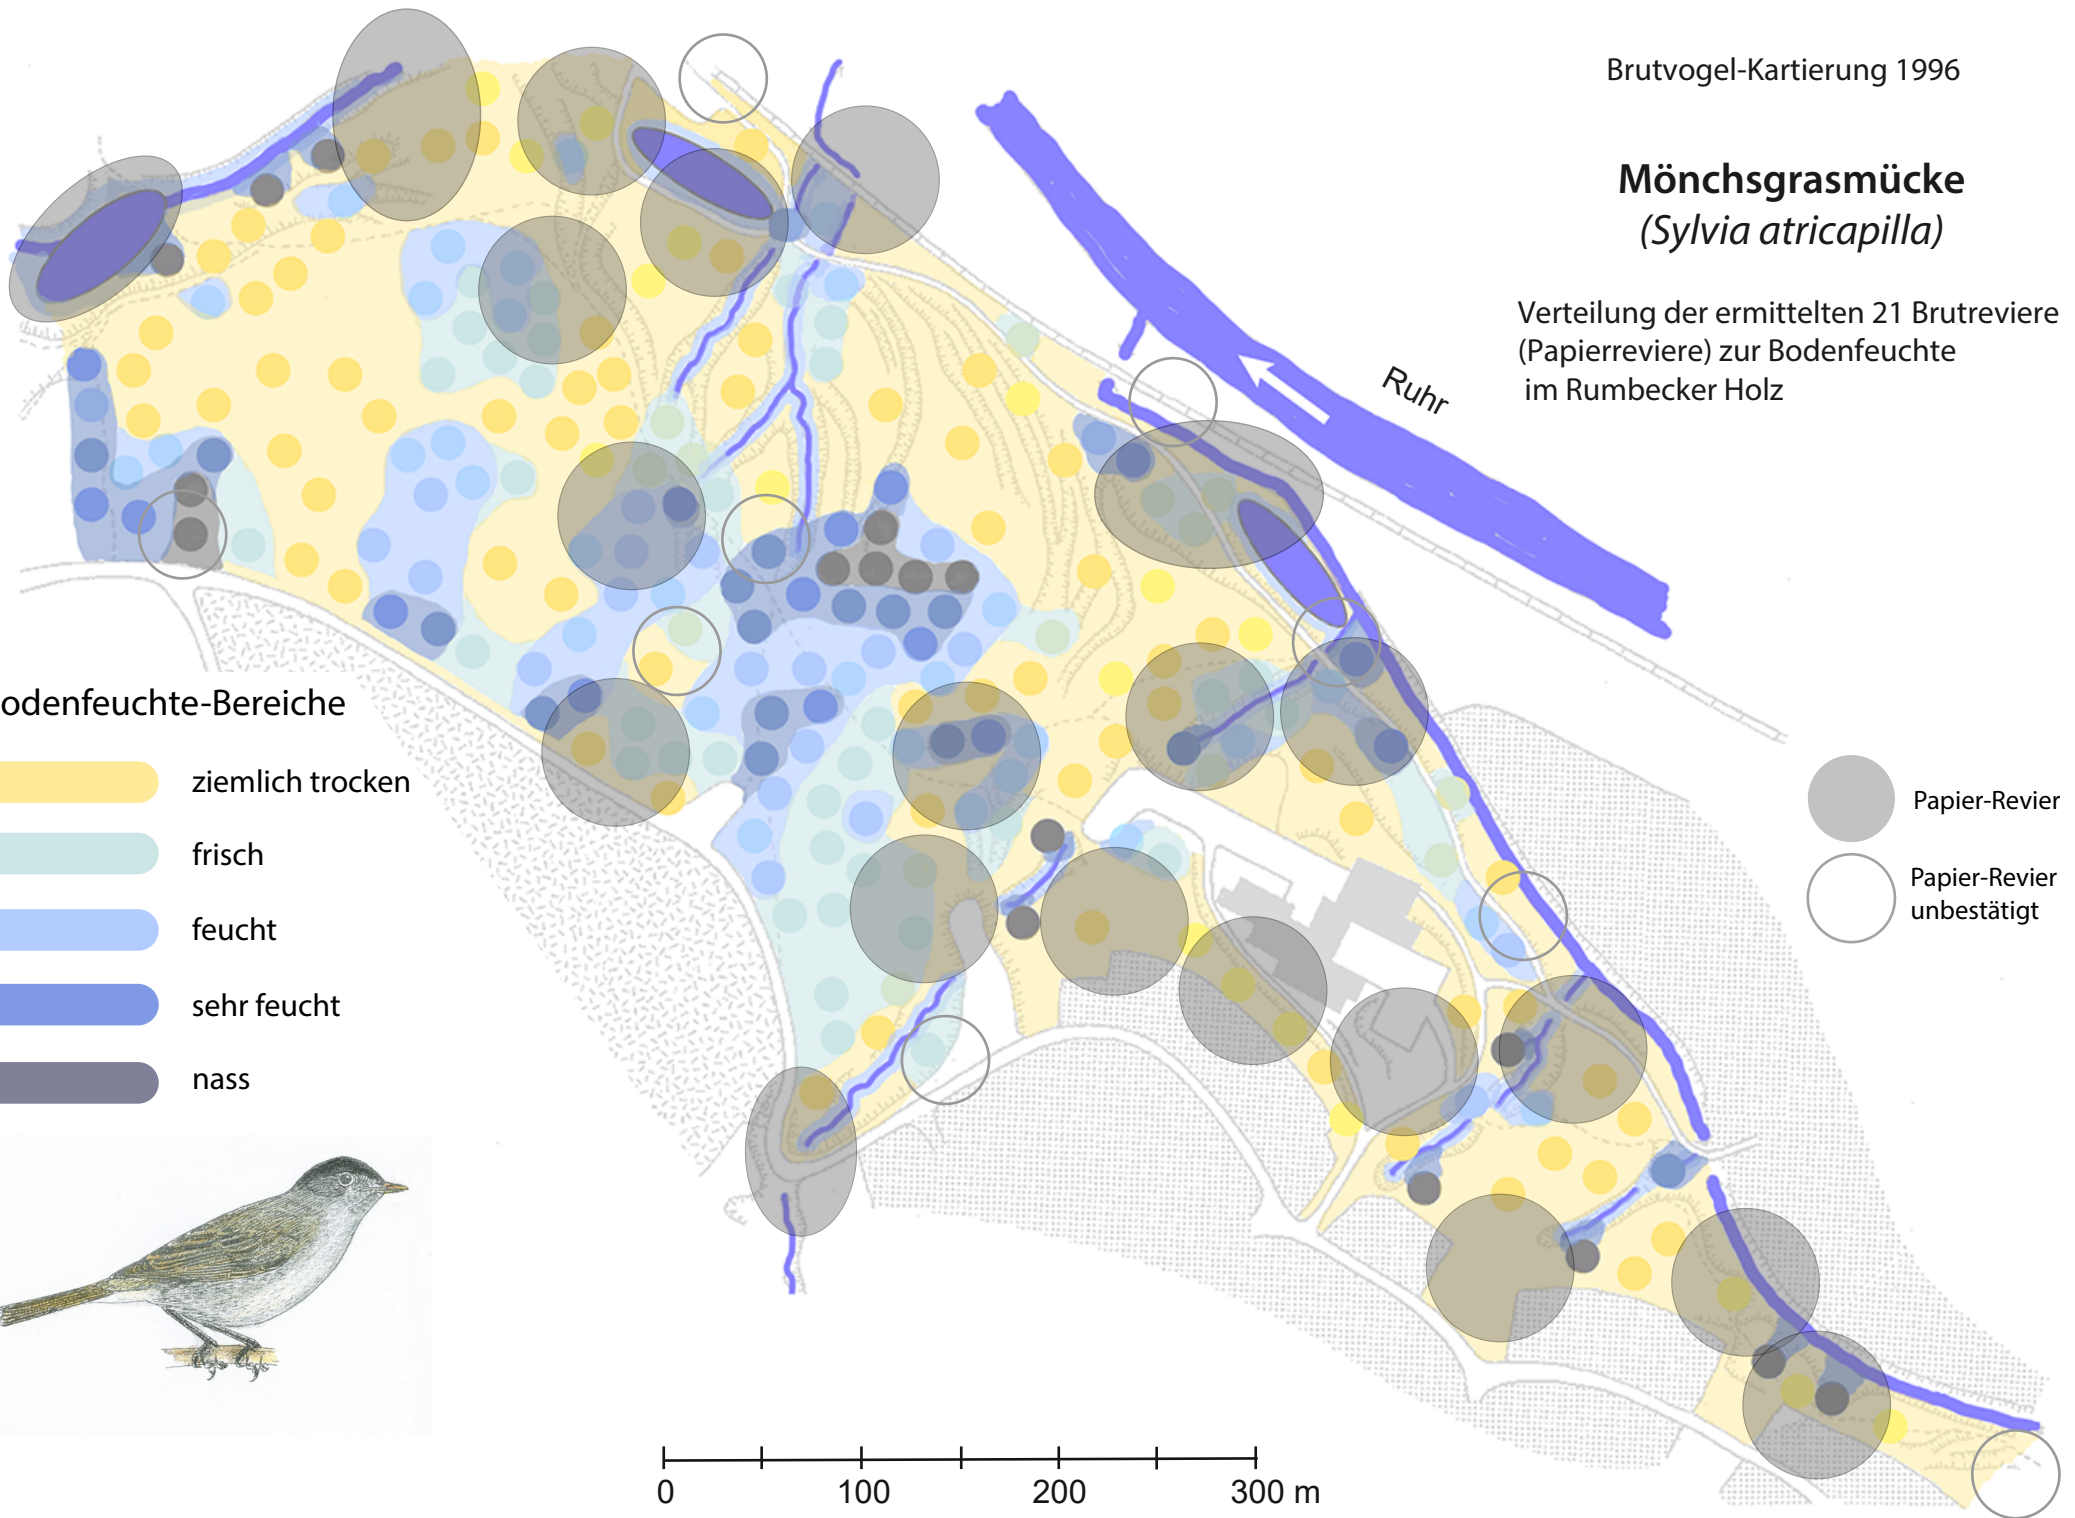 Brutvogel-Kartierung 1996
Mönchsgrasmücke
(Sylvia atricapilla)
Verteilung der ermittelten 21 Brutreviere
(Papierreviere) zur Bodenfeuchte
im Rumbecker Holz
Ruhr
odenfeuchte-Bereiche
ziemlich trocken
frisch
feucht
sehr feucht
nass
Papier-Revier
Papier-Revier
unbestätigt
0 100 200 300 m